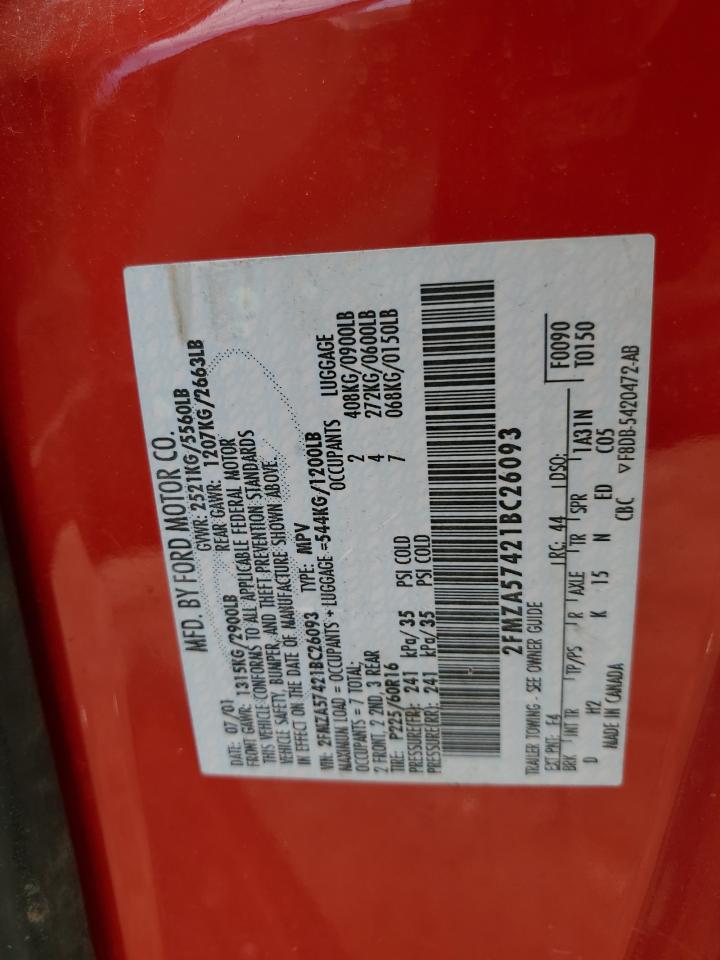 MFD. BY FORD MOTOR CO.
DATE: 07/01 GVWR: 2521KG/5560LB
FRONT GAWR: 1315KG/2900LB REAR GAWR: 1207KG/2663LB
THIS VEHICLE CONFORMS TO ALL APPLICABLE FEDERAL MOTOR
VEHICLE SAFETY, BUMPER, AND THEFT PREVENTION STANDARDS
IN EFFECT ON THE DATE OF MANUFACTURE SHOWN ABOVE.
VIN: 2FMZA57421BC26093 TYPE: MPV
MAXIMUM LOAD = OCCUPANTS + LUGGAGE =544KG/1200LB
OCCUPANTS = 7 TOTAL: OCCUPANTS LUGGAGE
2 FRONT, 2 2ND, 3 REAR 2 408KG/0900LB
TIRE: P225/60R16 4 272KG/0600LB
PRESSURE(FR): 241 kPa/35 PSI COLD 7 068KG/0150LB
PRESSURE(RR): 241 kPa/35 PSI COLD
2FMZA57421BC26093
TRAILER TOWING - SEE OWNER GUIDE
EXT PNT: E4 RC: 44 DSO: F0090
BRK INT TR TP/PS R AXLE TR SPR T0150
D H2 K 15 N ED 1A31N
MADE IN CANADA CBC C05
▽F8DB-5420472-AB